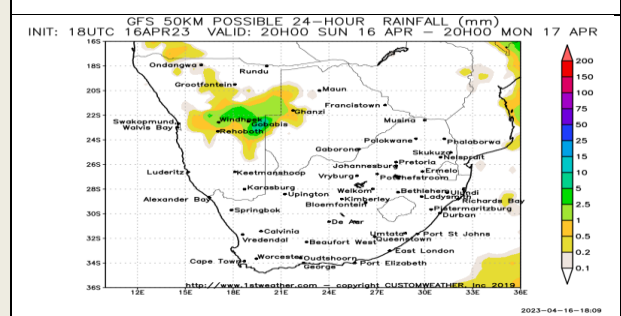 GFS 50KM POSSIBLE 24-HOUR RAINFALL (mm)
INIT: 18UTC 16APR23 VALID: 20H00 SUN 16 APR - 20H00 MON 17 APR
16S
18S
20S
22S
24S
26S
28S
30S
32S
34S
36S
Ondangwa
Rundu
Grootfontein
Maun
Francistown
Ghanzi
Swakopmund
Walvis Bay
Windhoek
Gobabis
Rehoboth
Musina
Polokwane
Phalaborwa
Gaborone
Skukuza
Nelspruit
Johannesburg
Pretoria
Luderitz
Keetmanshoop
Vryburg
Potchefstroom
Ermelo
Karasburg
Upington
Welkom
Bethlehem
Ulundi
Alexander Bay
Kimberley
Ladysmith
Richards Bay
Springbok
Bloemfontein
Pietermaritzburg
Durban
De Aar
Calvinia
Vredendal
Umtata
Port St Johns
Queenstown
Beaufort West
East London
Cape Town
Worcester
Oudtshoorn
George
Port Elizabeth
http://www.1stweather.com - copyright CUSTOMWEATHER, Inc 2019
12E 15E 18E 21E 24E 27E 30E 33E 36E
200
150
100
75
50
25
15
10
5
2.5
1
0.5
0.2
0.1
2023-04-16-18:09